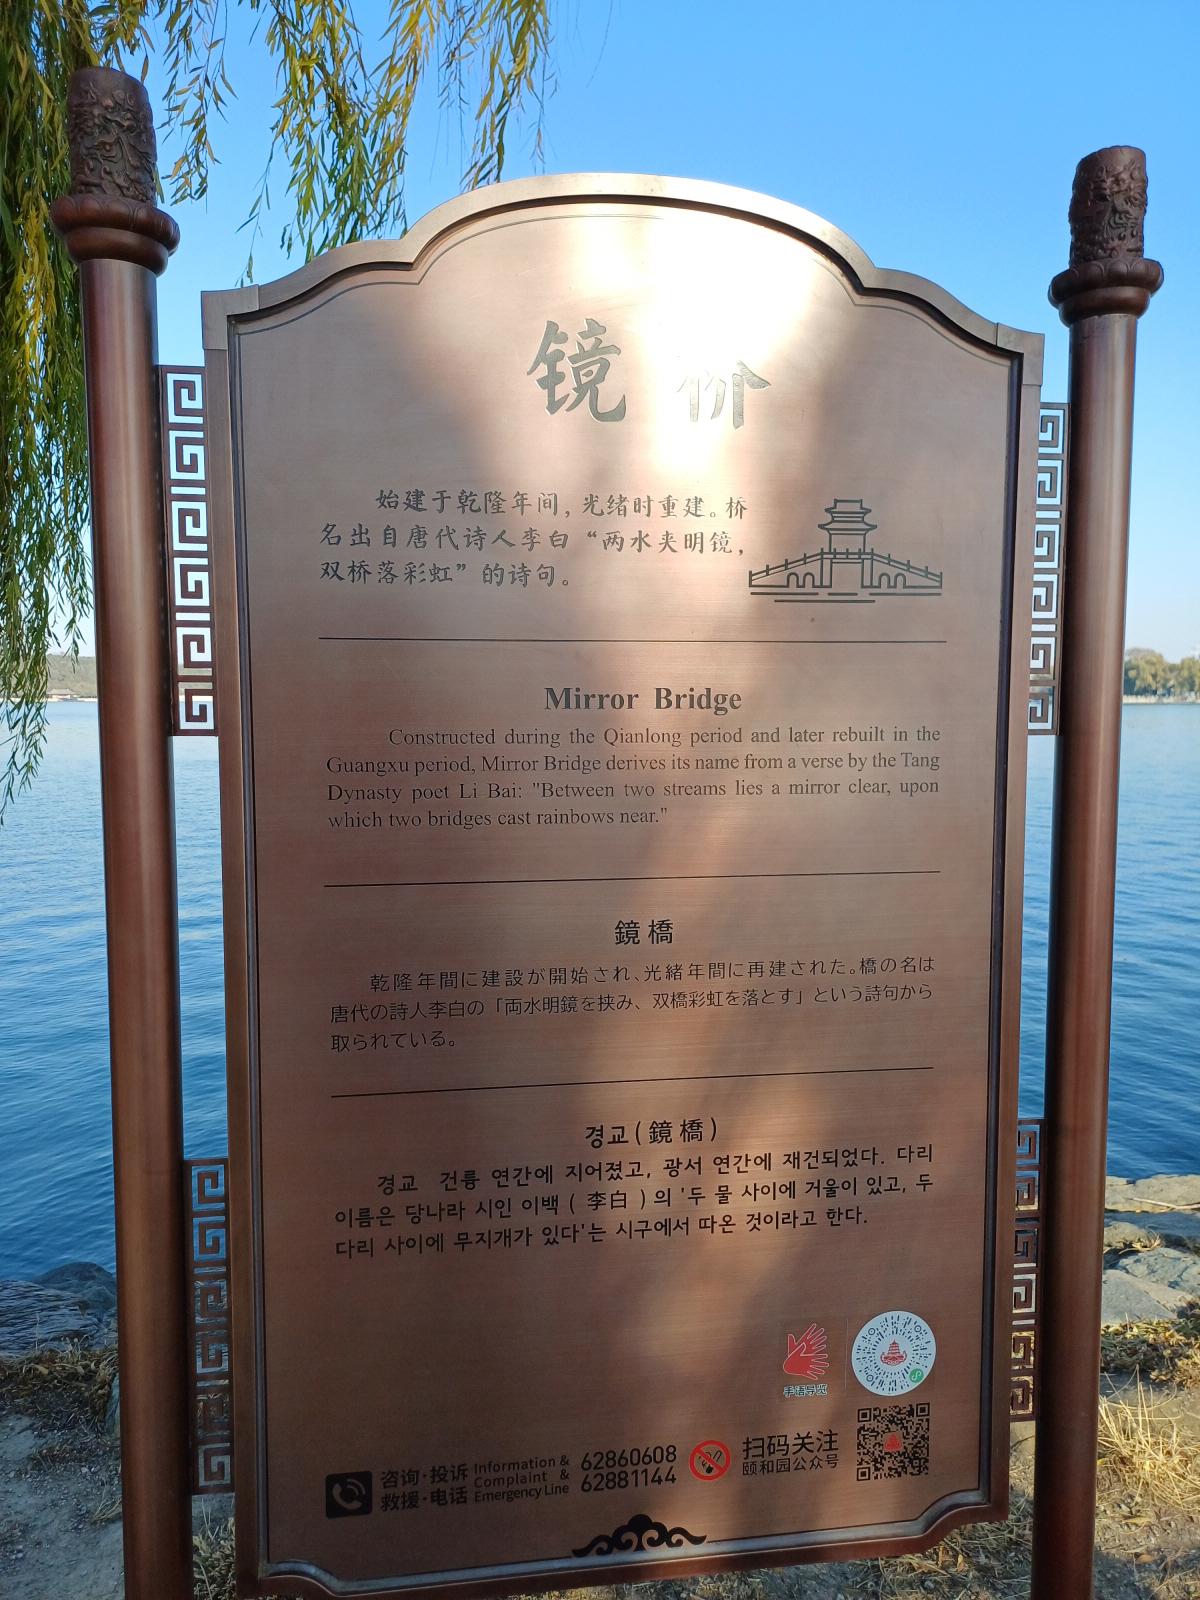 镜 桥
始建于乾隆年间，光绪时重建。桥
名出自唐代诗人李白“两水夹明镜，
双桥落彩虹”的诗句。
Mirror Bridge
Constructed during the Qianlong period and later rebuilt in the
Guangxu period, Mirror Bridge derives its name from a verse by the Tang
Dynasty poet Li Bai: "Between two streams lies a mirror clear, upon
which two bridges cast rainbows near."
鏡橋
乾隆年間に建設が開始され、光緒年間に再建された。橋の名は
唐代の詩人李白の「両水明鏡を挟み、双橋彩虹を落とす」という詩句から
取られている。
경교(鏡橋)
경교 건륭 연간에 지어졌고, 광서 연간에 재건되었다. 다리
이름은 당나라 시인 이백 ( 李白 ) 의 '두 물 사이에 거울이 있고, 두
다리 사이에 무지개가 있다'는 시구에서 따온 것이라고 한다.
手语导览
咨询·投诉 Information & 62860608
救援·电话 Complaint & 62881144
Emergency Line
扫码关注
颐和园公众号